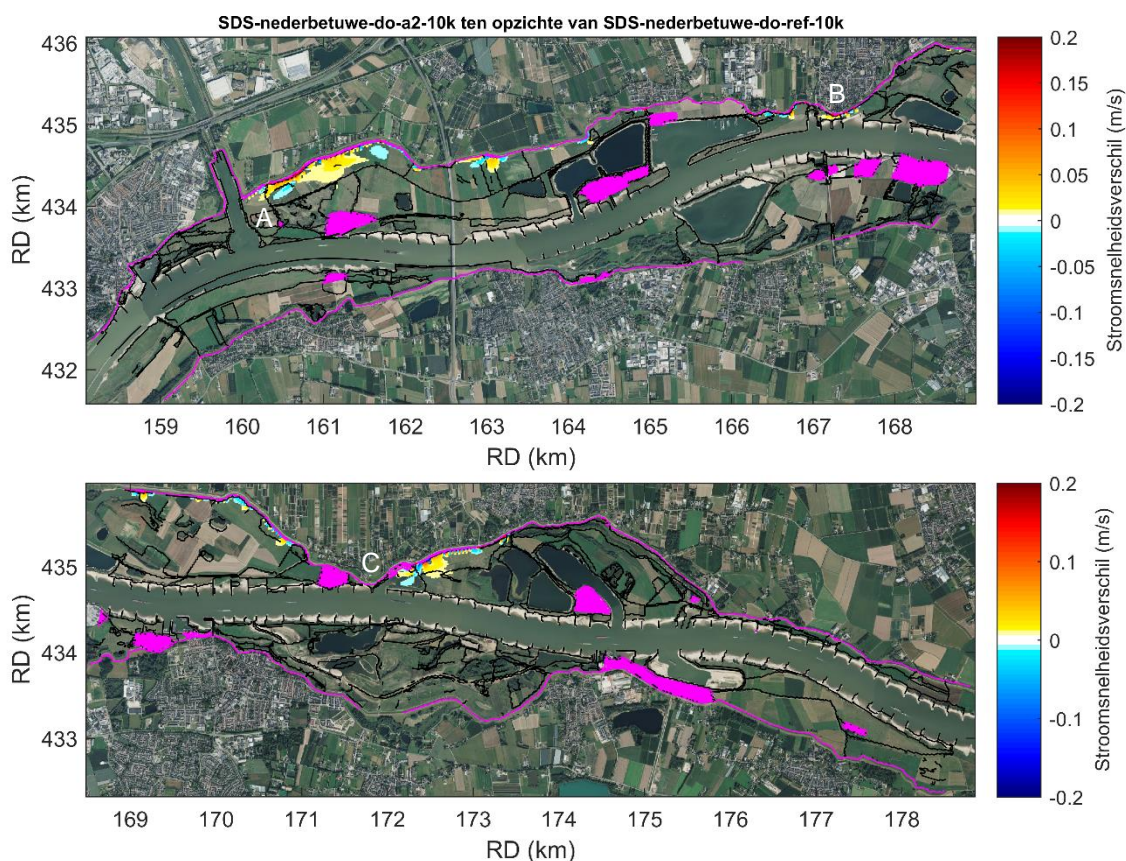 SDS-nederbetuwe-do-a2-10k ten opzichte van SDS-nederbetuwe-do-ref-10k
436
435
434
433
432
RD (km)
A
B
159 160 161 162 163 164 165 166 167 168
RD (km)
0.2
0.15
0.1
0.05
0
-0.05
-0.1
-0.15
-0.2
Stroomsnelheidsverschil (m/s)
435
434
433
RD (km)
C
169 170 171 172 173 174 175 176 177 178
RD (km)
0.2
0.1
0
-0.1
-0.2
Stroomsnelheidsverschil (m/s)